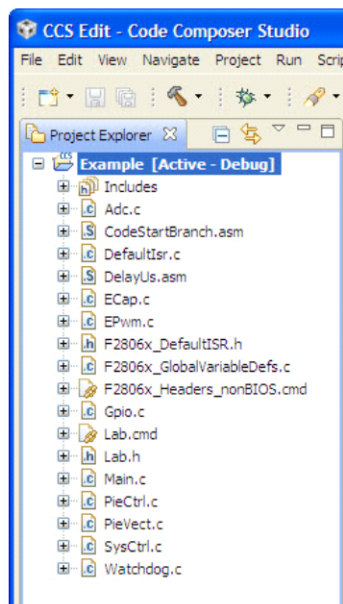 CCS Edit - Code Composer Studio
File Edit View Navigate Project Run
Project Explorer
Example [Active - Debug]
Includes
Adc.c
CodeStartBranch.asm
DefaultIsr.c
DelayUs.asm
ECap.c
EPwm.c
F2806x_DefaultISR.h
F2806x_GlobalVariableDefs.c
F2806x_Headers_nonBIOS.cmd
Gpio.c
Lab.cmd
Lab.h
Main.c
PieCtrl.c
PieVect.c
SysCtrl.c
Watchdog.c